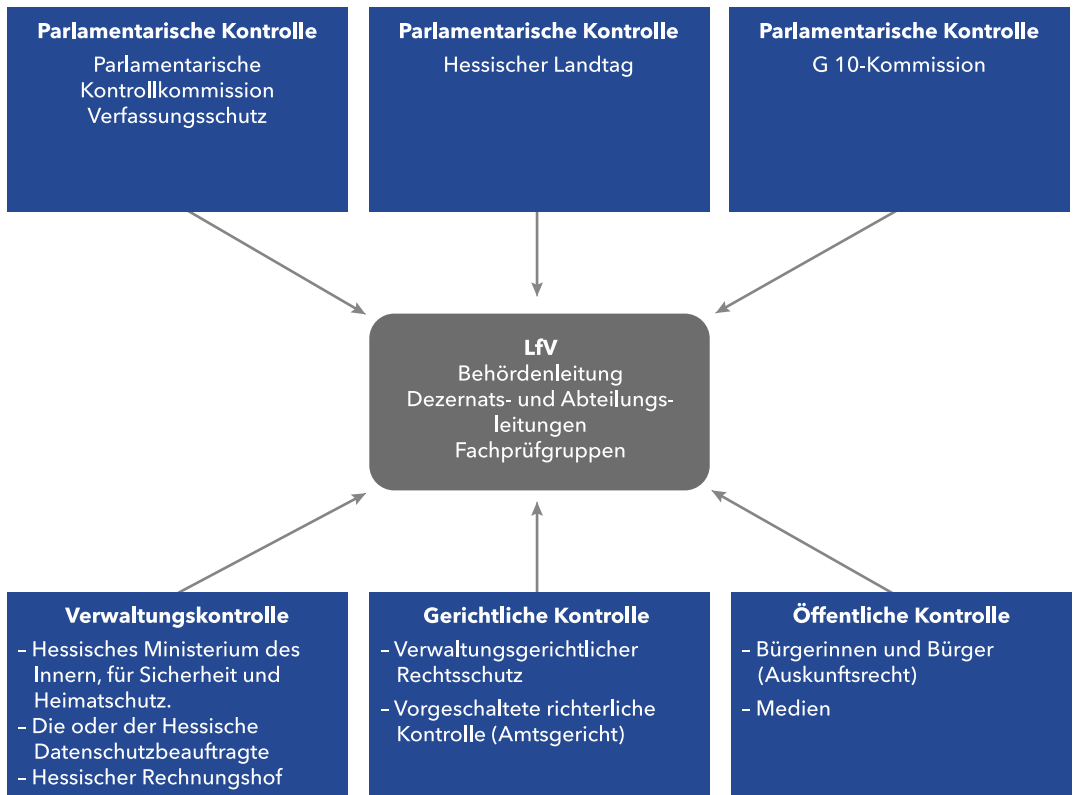 Parlamentarische Kontrolle
Parlamentarische
Kontrollkommission
Verfassungsschutz
Parlamentarische Kontrolle
Hessischer Landtag
Parlamentarische Kontrolle
G 10-Kommission
LfV
Behördenleitung
Dezernats- und Abteilungs-
leitungen
Fachprüfgruppen
Verwaltungskontrolle
– Hessisches Ministerium des
Innern, für Sicherheit und
Heimatschutz.
– Die oder der Hessische
Datenschutzbeauftragte
– Hessischer Rechnungshof
Gerichtliche Kontrolle
– Verwaltungsgerichtlicher
Rechtsschutz
– Vorgeschaltete richterliche
Kontrolle (Amtsgericht)
Öffentliche Kontrolle
– Bürgerinnen und Bürger
(Auskunftsrecht)
– Medien